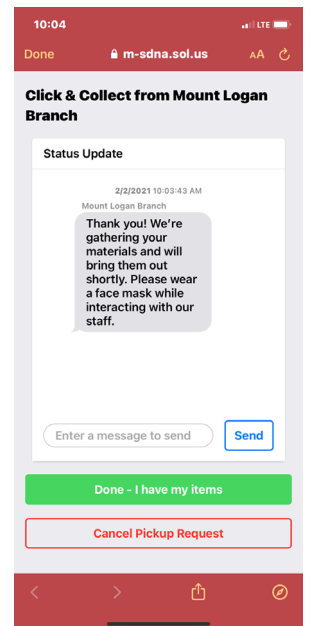 10:04
LTE
Done
m-sdna.sol.us
AA
Click & Collect from Mount Logan
Branch
Status Update
2/2/2021 10:03:43 AM
Mount Logan Branch
Thank you! We're
gathering your
materials and will
bring them out
shortly. Please wear
a face mask while
interacting with our
staff.
Enter a message to send
Send
Done - I have my items
Cancel Pickup Request